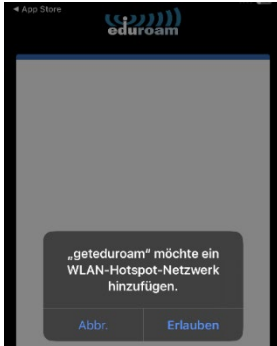 ◀ App Store
eduroam
„geteduroam“ möchte ein
WLAN-Hotspot-Netzwerk
hinzufügen.
Abbr.
Erlauben